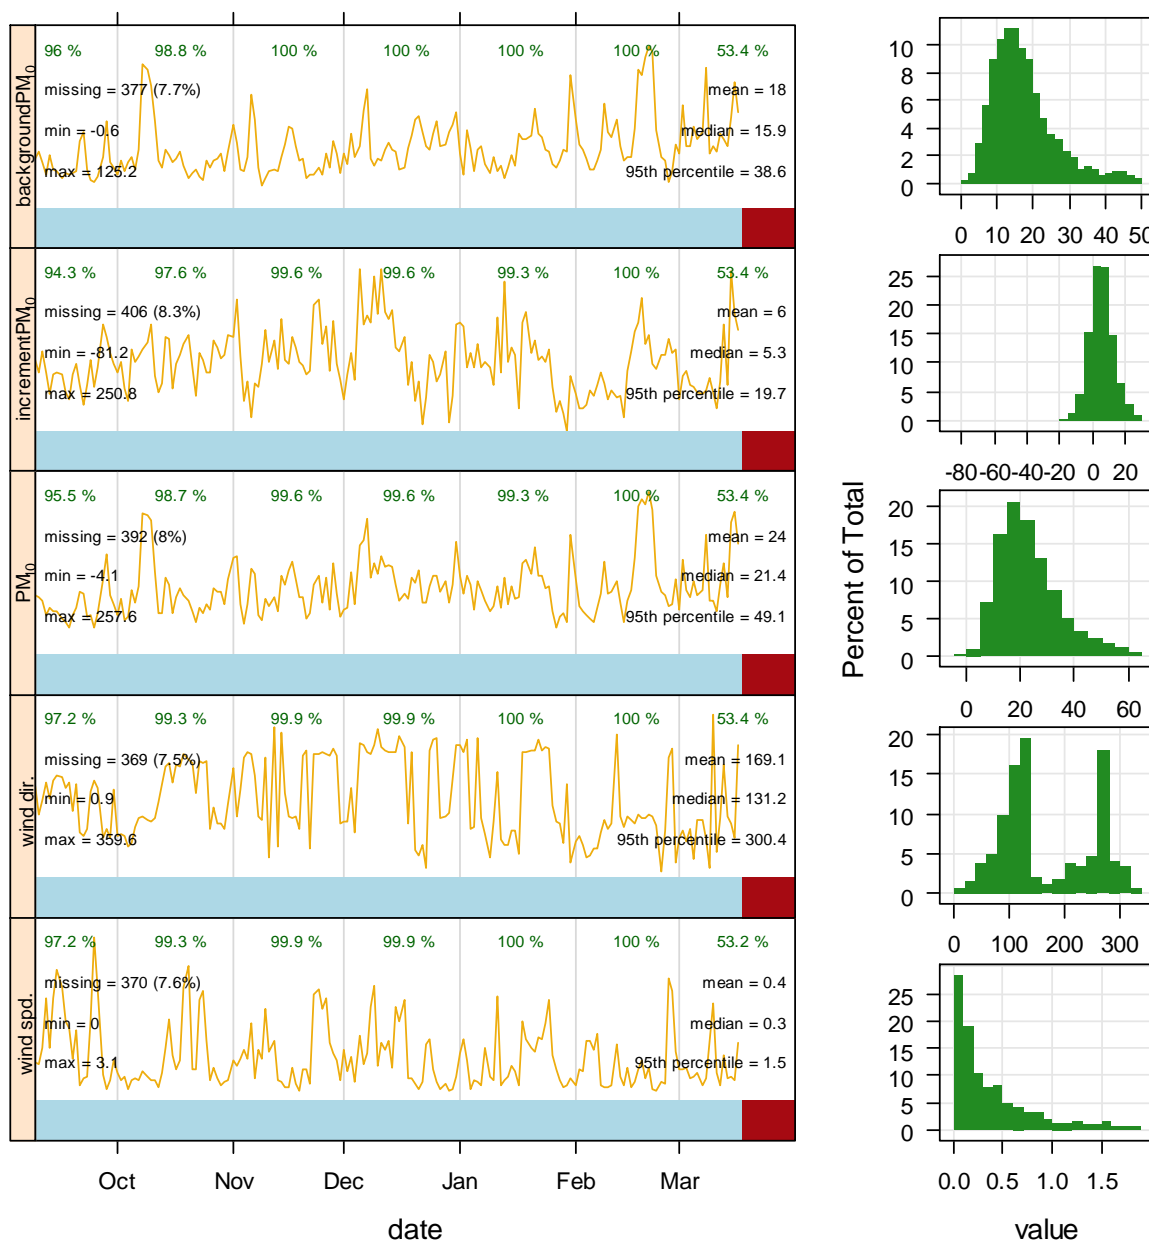 backgroundPM10
96 % 98.8 % 100 % 100 % 100 % 100 % 53.4 %
missing = 377 (7.7%) mean = 18
min = -0.6 median = 15.9
max = 125.2 95th percentile = 38.6
incrementPM10
94.3 % 97.6 % 99.6 % 99.6 % 99.3 % 100 % 53.4 %
missing = 406 (8.3%) mean = 6
min = -81.2 median = 5.3
max = 250.8 95th percentile = 19.7
PM10
95.5 % 98.7 % 99.6 % 99.6 % 99.3 % 100 % 53.4 %
missing = 392 (8%) mean = 24
min = -4.1 median = 21.4
max = 257.6 95th percentile = 49.1
wind dir.
97.2 % 99.3 % 99.9 % 99.9 % 100 % 100 % 53.4 %
missing = 369 (7.5%) mean = 169.1
min = 0.9 median = 131.2
max = 359.6 95th percentile = 300.4
wind spd.
97.2 % 99.3 % 99.9 % 99.9 % 100 % 100 % 53.2 %
missing = 370 (7.6%) mean = 0.4
min = 0 median = 0.3
max = 3.1 95th percentile = 1.5
Oct Nov Dec Jan Feb Mar
date
Percent of Total
10
8
6
4
2
0
0 10 20 30 40 50
25
20
15
10
5
0
-80 -60 -40 -20 0 20
20
15
10
5
0
0 20 40 60
20
15
10
5
0
0 100 200 300
25
20
15
10
5
0
0.0 0.5 1.0 1.5
value